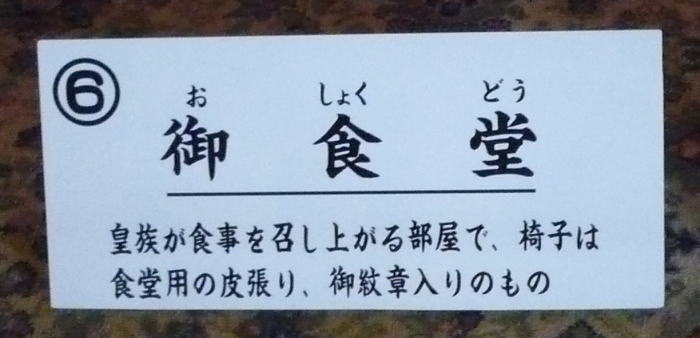 ⑥
お しょく どう
御 食 堂
皇族が食事を召し上がる部屋で、椅子は
食堂用の皮張り、御紋章入りのもの